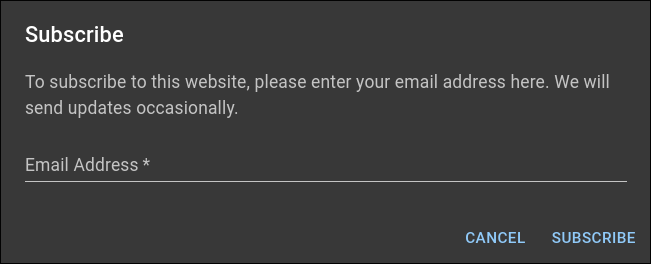 Subscribe
To subscribe to this website, please enter your email address here. We will
send updates occasionally.
Email Address *
CANCEL SUBSCRIBE